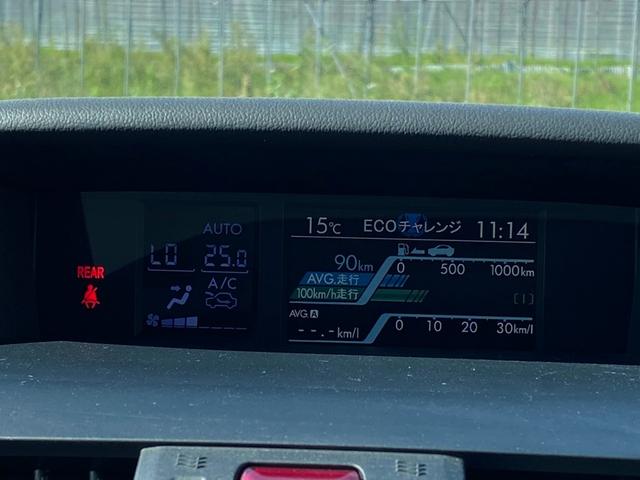 REAR
AUTO
LO 25.0
A/C
15℃ ECOチャレンジ 11:14
90km
0 500 1000km
AVG.走行
100km/h走行
AVG. A
--.-km/l
0 10 20 30km/l